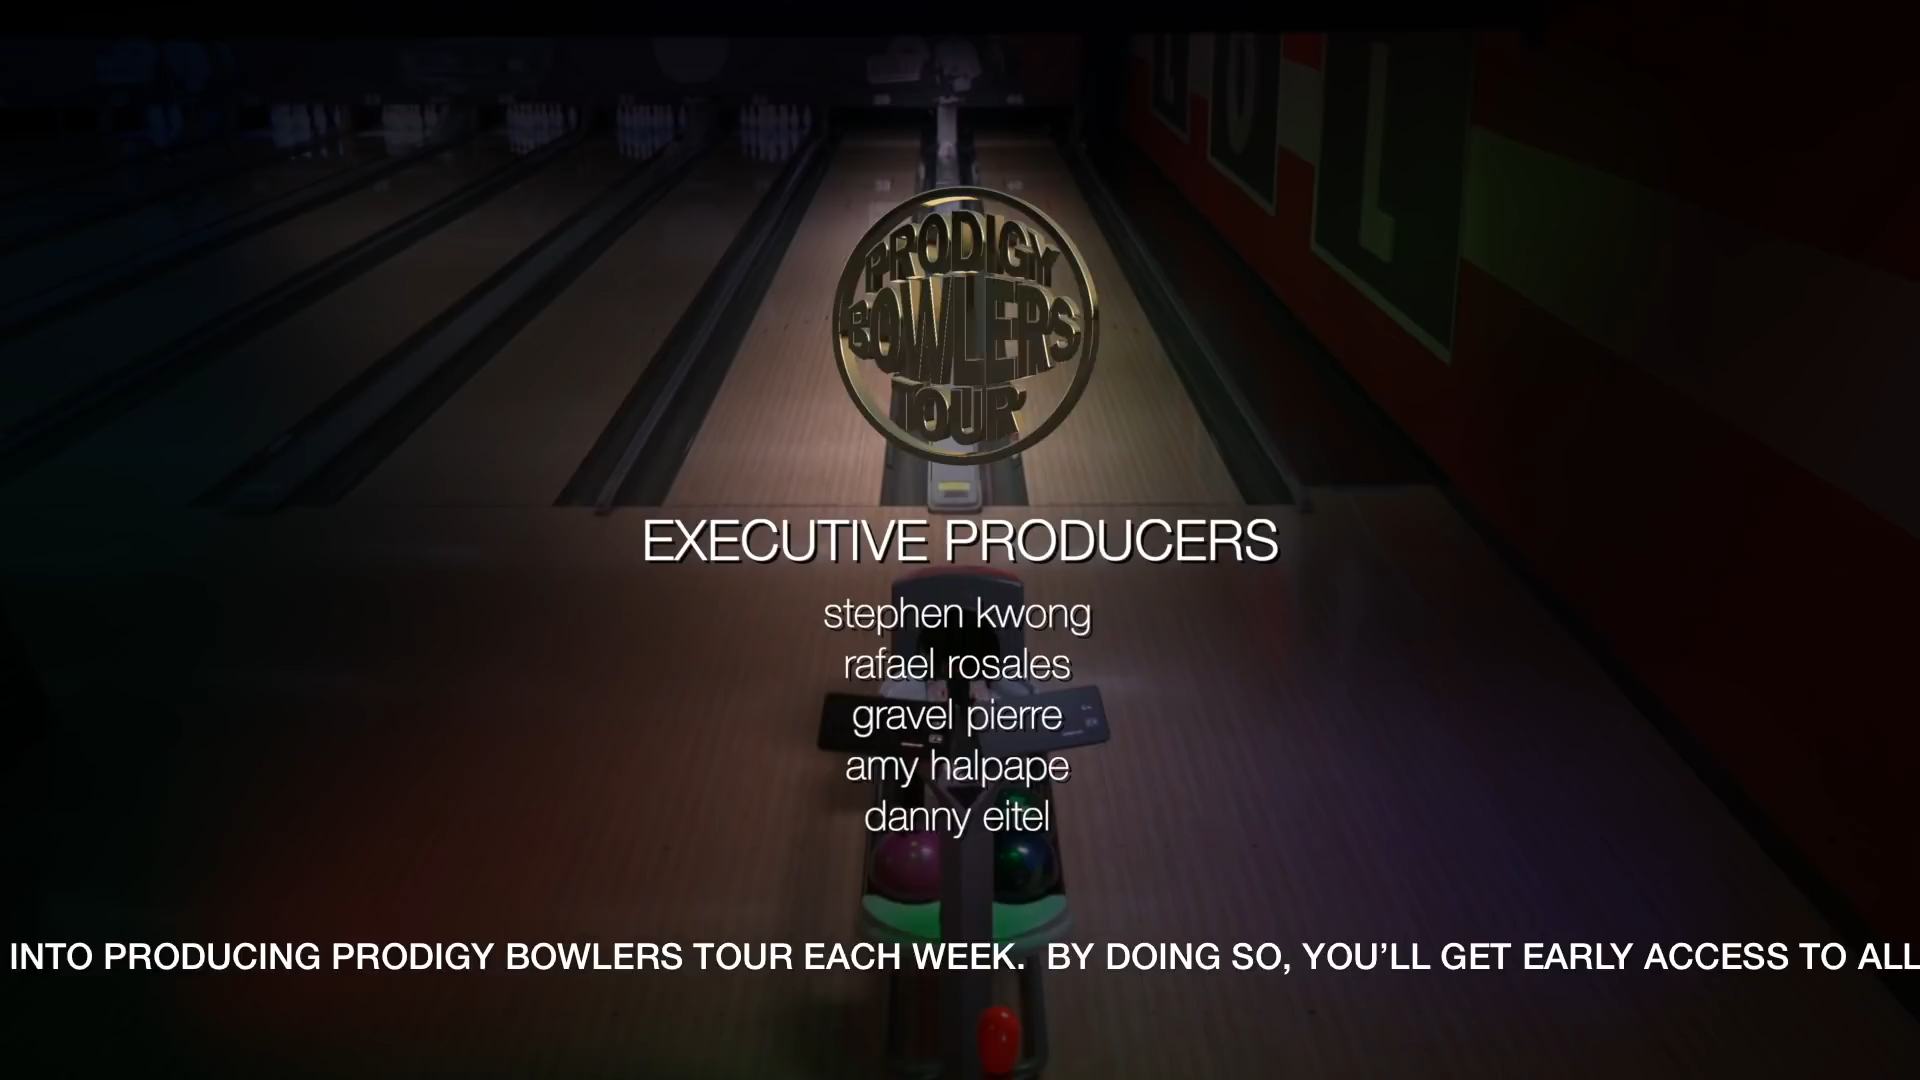 PRODIGY
BOWLERS
TOUR
EXECUTIVE PRODUCERS
stephen kwong
rafael rosales
gravel pierre
amy halpape
danny eitel
INTO PRODUCING PRODIGY BOWLERS TOUR EACH WEEK. BY DOING SO, YOU’LL GET EARLY ACCESS TO ALL